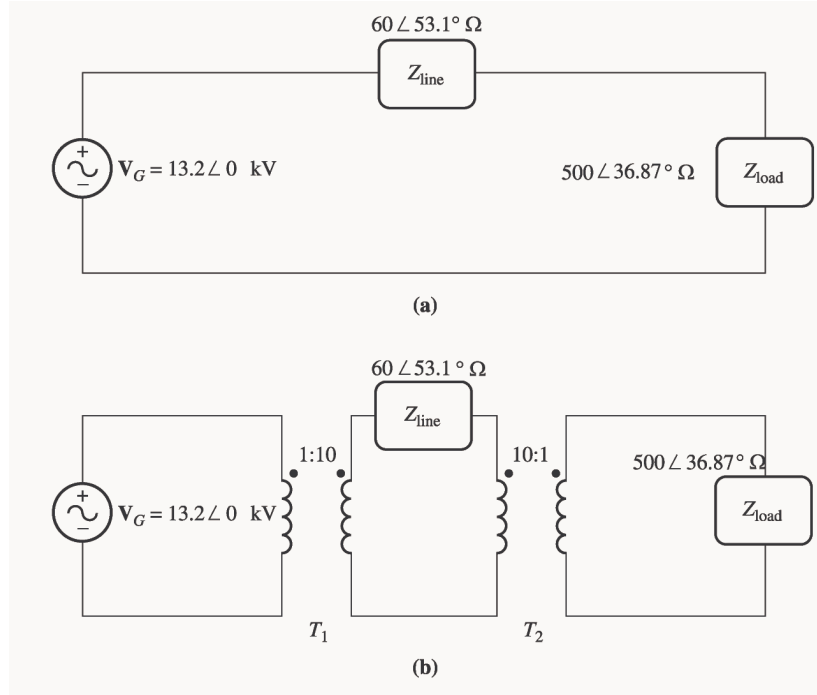 60∠53.1° Ω
Z_line
+
V_G = 13.2∠0 kV
−
500∠36.87° Ω
Z_load
(a)
60∠53.1° Ω
Z_line
1:10
10:1
500∠36.87° Ω
+
V_G = 13.2∠0 kV
−
Z_load
T_1
T_2
(b)